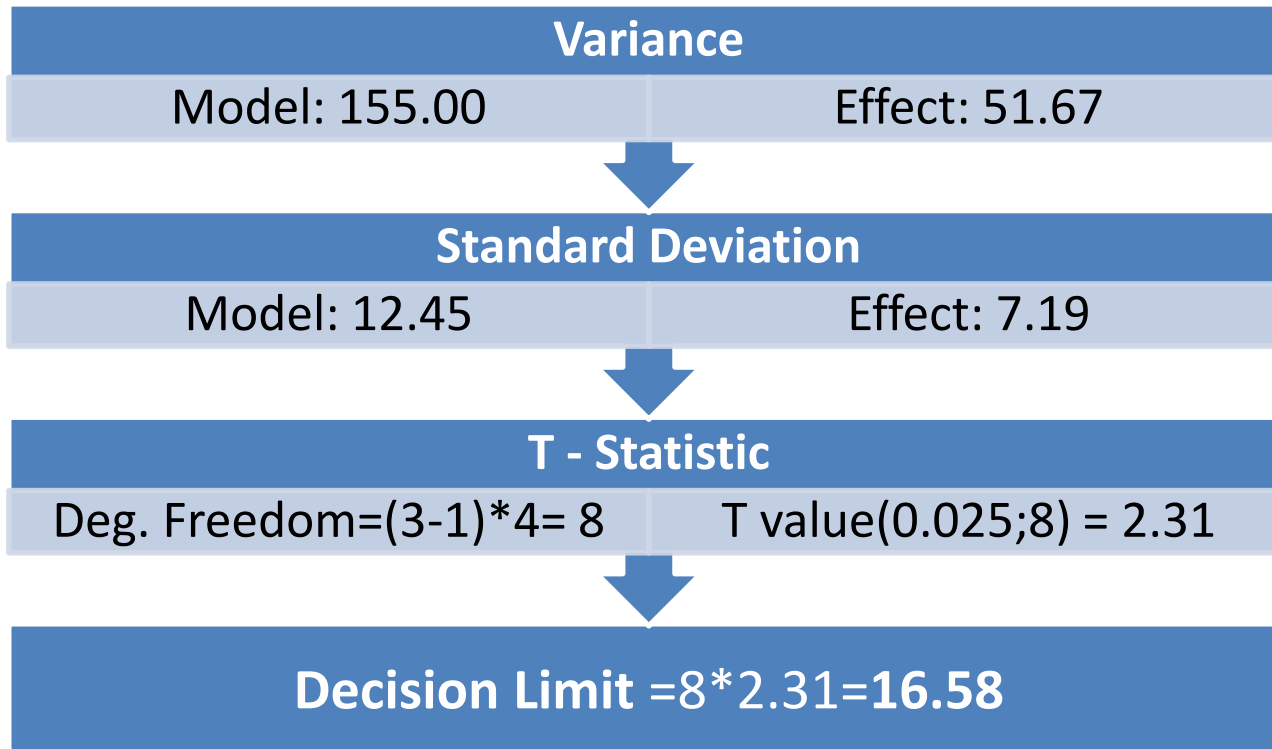 Variance
Model: 155.00
Effect: 51.67
Standard Deviation
Model: 12.45
Effect: 7.19
T - Statistic
Deg. Freedom=(3-1)*4= 8
T value(0.025;8) = 2.31
Decision Limit =8*2.31=16.58